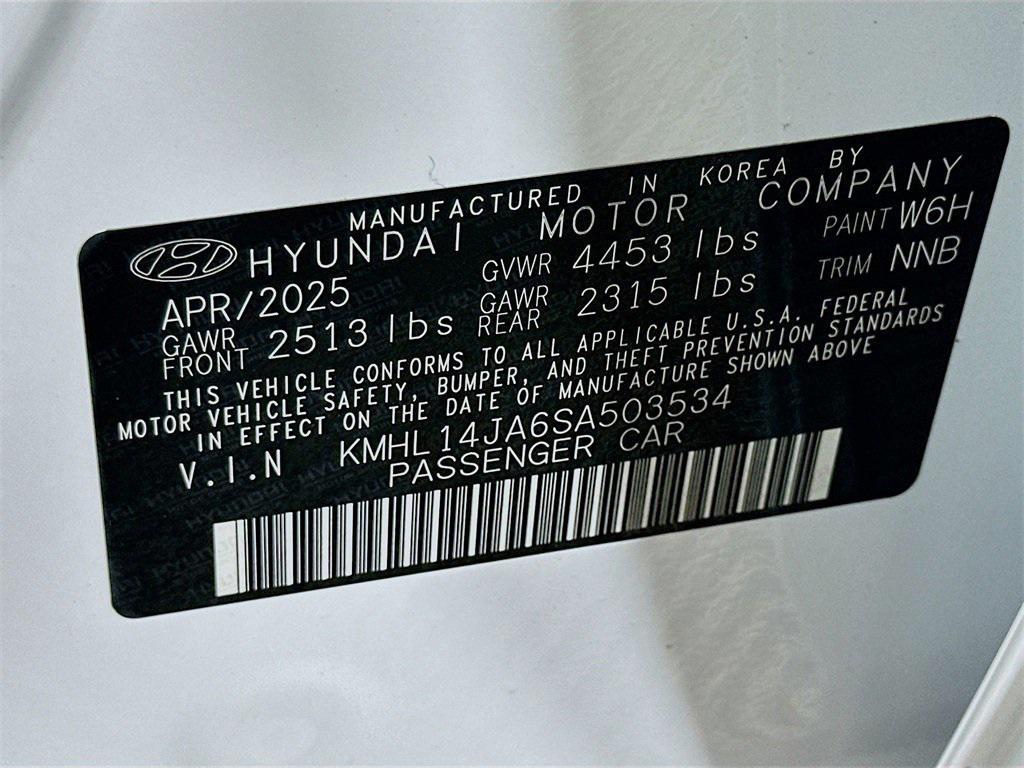 MANUFACTURED IN KOREA BY
HYUNDAI MOTOR COMPANY
APR/2025 GVWR 4453 lbs PAINT W6H
GAWR FRONT 2513 lbs GAWR REAR 2315 lbs TRIM NNB
THIS VEHICLE CONFORMS TO ALL APPLICABLE U.S.A. FEDERAL
MOTOR VEHICLE SAFETY, BUMPER, AND THEFT PREVENTION STANDARDS
IN EFFECT ON THE DATE OF MANUFACTURE SHOWN ABOVE
V.I.N KMHL14JA6SA503534
PASSENGER CAR